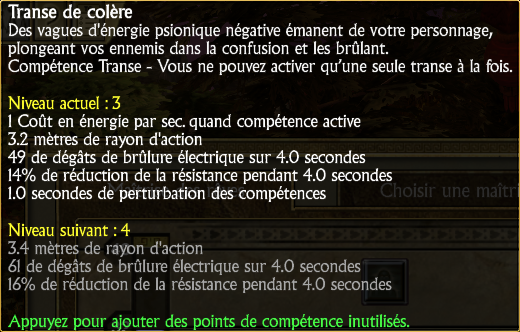 Transe de colère
Des vagues d'énergie psionique négative émanent de votre personnage,
plongeant vos ennemis dans la confusion et les brûlant.
Compétence Transe - Vous ne pouvez activer qu'une seule transe à la fois.
Niveau actuel : 3
1 Coût en énergie par sec. quand compétence active
3.2 mètres de rayon d'action
49 de dégâts de brûlure électrique sur 4.0 secondes
14% de réduction de la résistance pendant 4.0 secondes
1.0 secondes de perturbation des compétences
Choisir une maîtri
Niveau suivant : 4
3.4 mètres de rayon d'action
61 de dégâts de brûlure électrique sur 4.0 secondes
16% de réduction de la résistance pendant 4.0 secondes
Appuyez pour ajouter des points de compétence inutilisés.